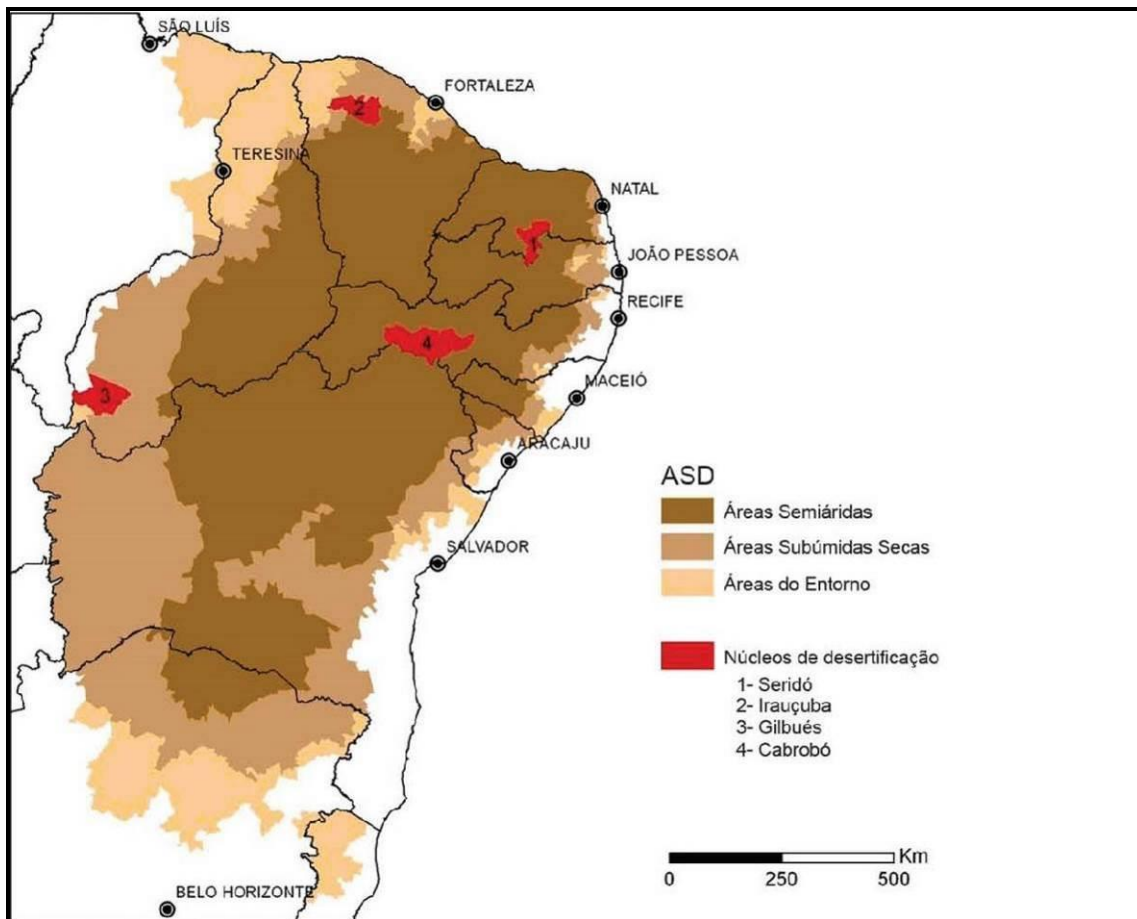 SÃO LUÍS
FORTALEZA
2
TERESINA
NATAL
1
JOÃO PESSOA
RECIFE
4
3
MACEIÓ
ARACAJU
SALVADOR
BELO HORIZONTE
ASD
Áreas Semiáridas
Áreas Subúmidas Secas
Áreas do Entorno
Núcleos de desertificação
1- Seridó
2- Irauçuba
3- Gilbués
4- Cabrobó
Km
0 250 500